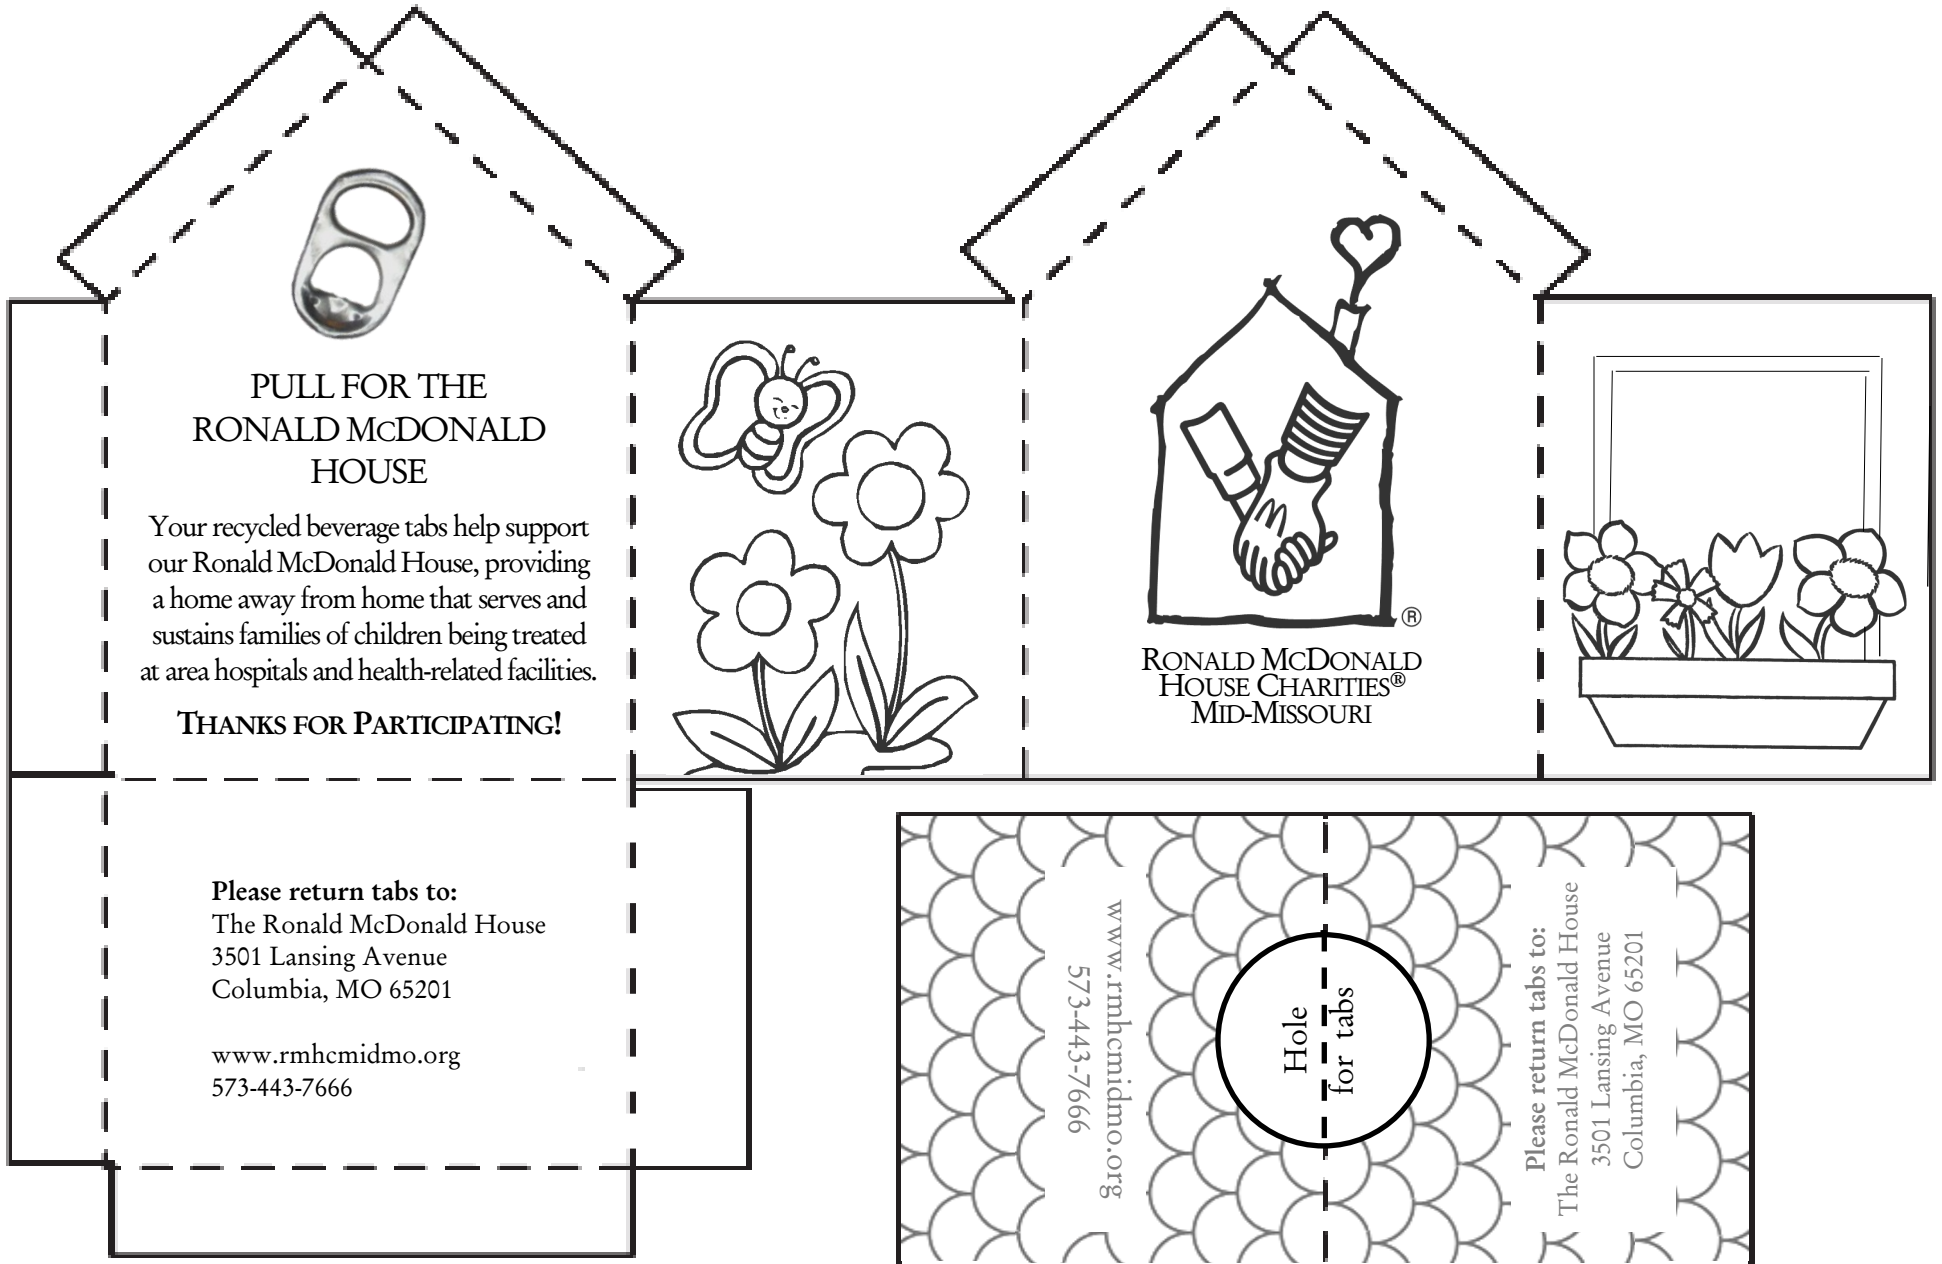 PULL FOR THE
RONALD McDONALD
HOUSE
Your recycled beverage tabs help support
our Ronald McDonald House, providing
a home away from home that serves and
sustains families of children being treated
at area hospitals and health-related facilities.
THANKS FOR PARTICIPATING!
®
RONALD MCDONALD
HOUSE CHARITIES®
MID-MISSOURI
Please return tabs to:
The Ronald McDonald House
3501 Lansing Avenue
Columbia, MO 65201
www.rmhcmidmo.org
573-443-7666
www.rmhcmidmo.org
573-443-7666
Hole
for tabs
Please return tabs to:
The Ronald McDonald House
3501 Lansing Avenue
Columbia, MO 65201